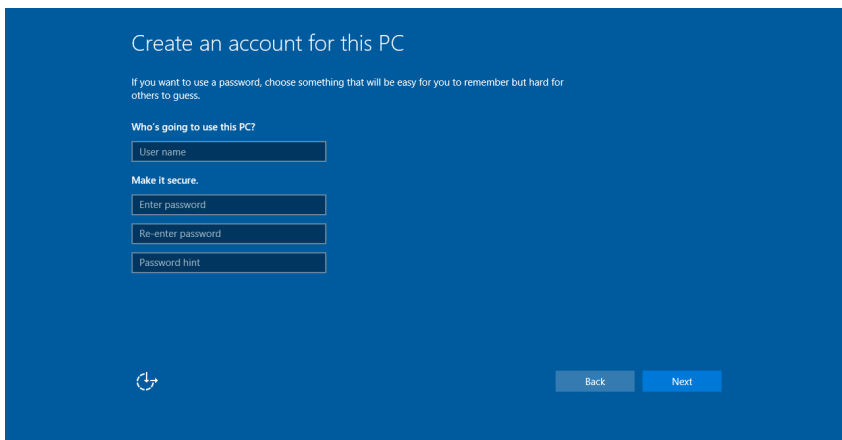 Create an account for this PC
If you want to use a password, choose something that will be easy for you to remember but hard for
others to guess.
Who's going to use this PC?
User name
Make it secure.
Enter password
Re-enter password
Password hint
Back
Next